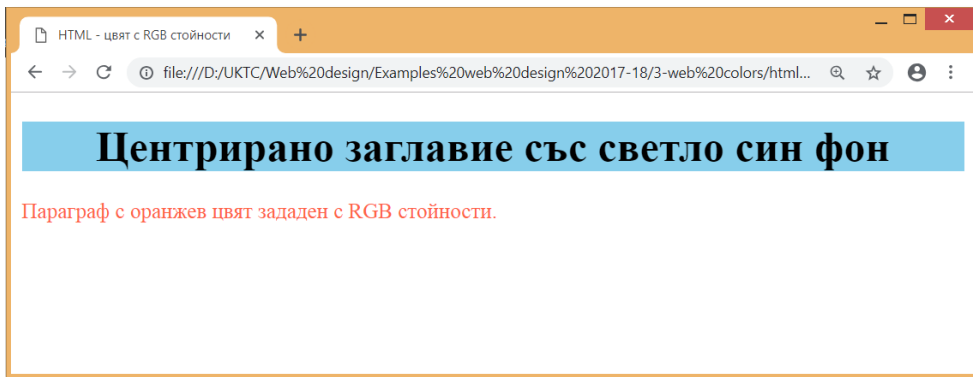 HTML - цвят с RGB стойности
file:///D:/UKTC/Web%20design/Examples%20web%20design%202017-18/3-web%20colors/html...
Центрирано заглавие със светло син фон
Параграф с оранжев цвят зададен с RGB стойности.